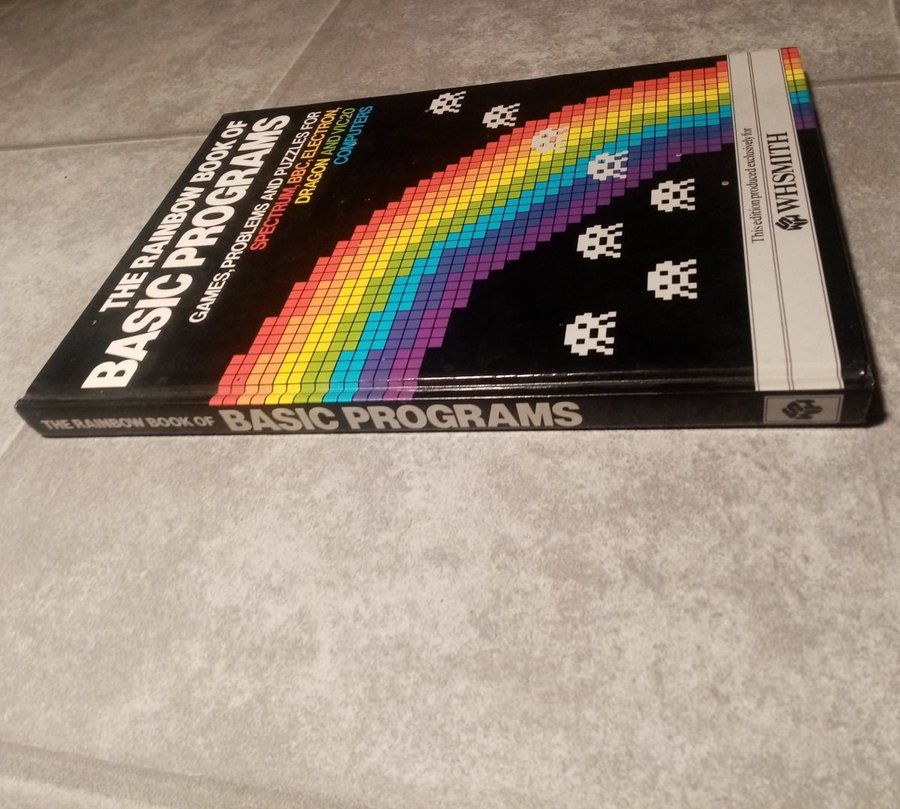 THE RAINBOW BOOK OF
BASIC PROGRAMS
GAMES, PROBLEMS AND PUZZLES FOR
SPECTRUM, BBC, ELECTRON,
DRAGON AND VIC20
COMPUTERS
This edition produced exclusively for
WHSMITH
THE RAINBOW BOOK OF BASIC PROGRAMS